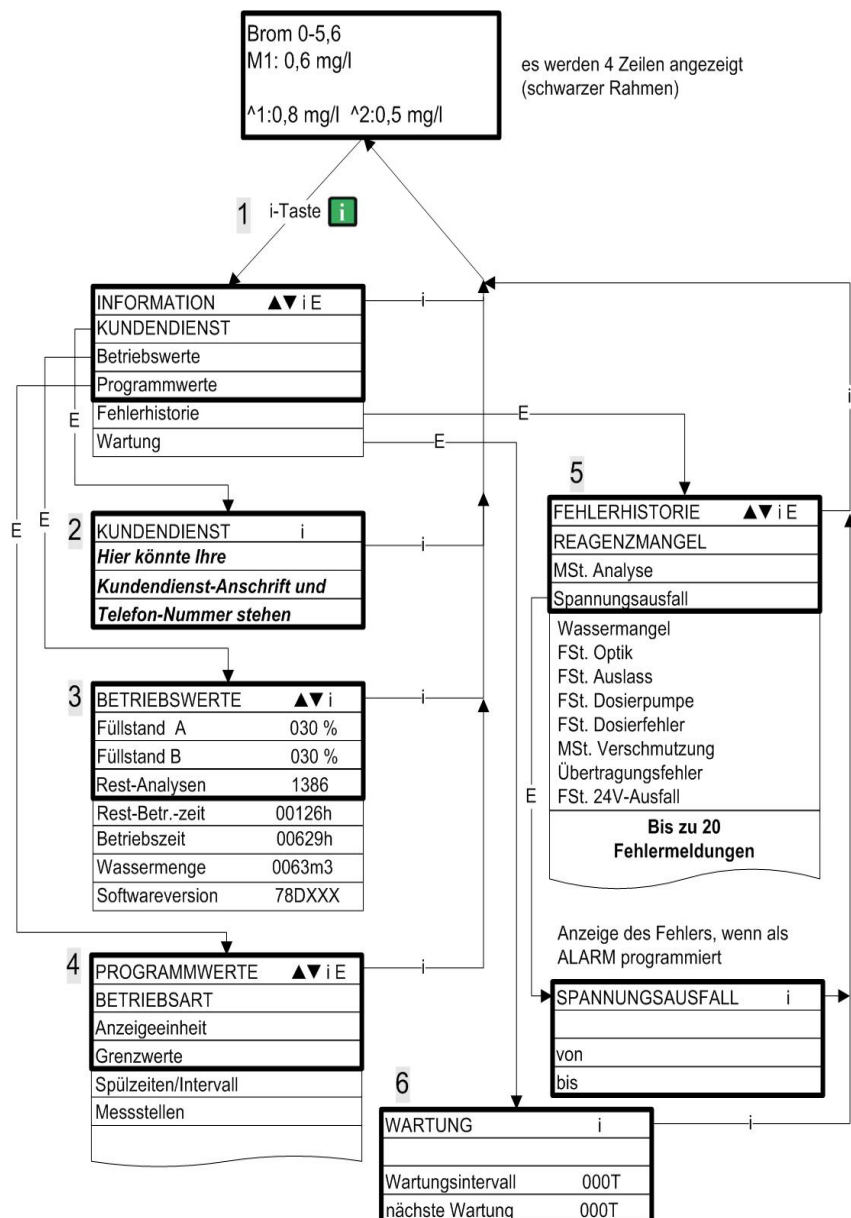 Brom 0-5,6
M1: 0,6 mg/l
^1:0,8 mg/l ^2:0,5 mg/l
es werden 4 Zeilen angezeigt
(schwarzer Rahmen)
1 i-Taste i
INFORMATION ▲▼ i E
KUNDENDIENST
Betriebswerte
Programmwerte
Fehlerhistorie
Wartung
i
i
E
E
E
E
E
2
KUNDENDIENST i
Hier könnte Ihre
Kundendienst-Anschrift und
Telefon-Nummer stehen
i
3
BETRIEBSWERTE ▲▼ i
Füllstand A 030 %
Füllstand B 030 %
Rest-Analysen 1386
Rest-Betr.-zeit 00126h
Betriebszeit 00629h
Wassermenge 0063m3
Softwareversion 78DXXX
i
4
PROGRAMMWERTE ▲▼ i E
BETRIEBSART
Anzeigeeinheit
Grenzwerte
Spülzeiten/Intervall
Messstellen
i
5
FEHLERHISTORIE ▲▼ i E
REAGENZMANGEL
MSt. Analyse
Spannungsausfall
Wassermangel
FSt. Optik
FSt. Auslass
FSt. Dosierpumpe
FSt. Dosierfehler
MSt. Verschmutzung
Übertragungsfehler
FSt. 24V-Ausfall
Bis zu 20
Fehlermeldungen
E
Anzeige des Fehlers, wenn als
ALARM programmiert
SPANNUNGSAUSFALL i
von
bis
6
WARTUNG i
Wartungsintervall 000T
nächste Wartung 000T
i